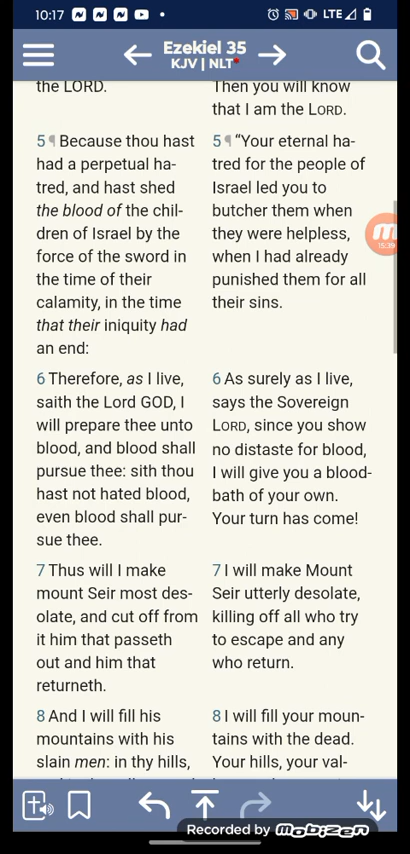 10:17
LTE
Ezekiel 35
KJV | NLT
the LORD.
5 ¶ Because thou hast
had a perpetual ha-
tred, and hast shed
the blood of the chil-
dren of Israel by the
force of the sword in
the time of their
calamity, in the time
that their iniquity had
an end:
6 Therefore, as I live,
saith the Lord GOD, I
will prepare thee unto
blood, and blood shall
pursue thee: sith thou
hast not hated blood,
even blood shall pur-
sue thee.
7 Thus will I make
mount Seir most des-
olate, and cut off from
it him that passeth
out and him that
returneth.
8 And I will fill his
mountains with his
slain men: in thy hills,
Then you will know
that I am the LORD.
5 ¶ “Your eternal ha-
tred for the people of
Israel led you to
butcher them when
they were helpless,
when I had already
punished them for all
their sins.
6 As surely as I live,
says the Sovereign
LORD, since you show
no distaste for blood,
I will give you a blood-
bath of your own.
Your turn has come!
7 I will make Mount
Seir utterly desolate,
killing off all who try
to escape and any
who return.
8 I will fill your moun-
tains with the dead.
Your hills, your val-
15:39
Recorded by Mobizen